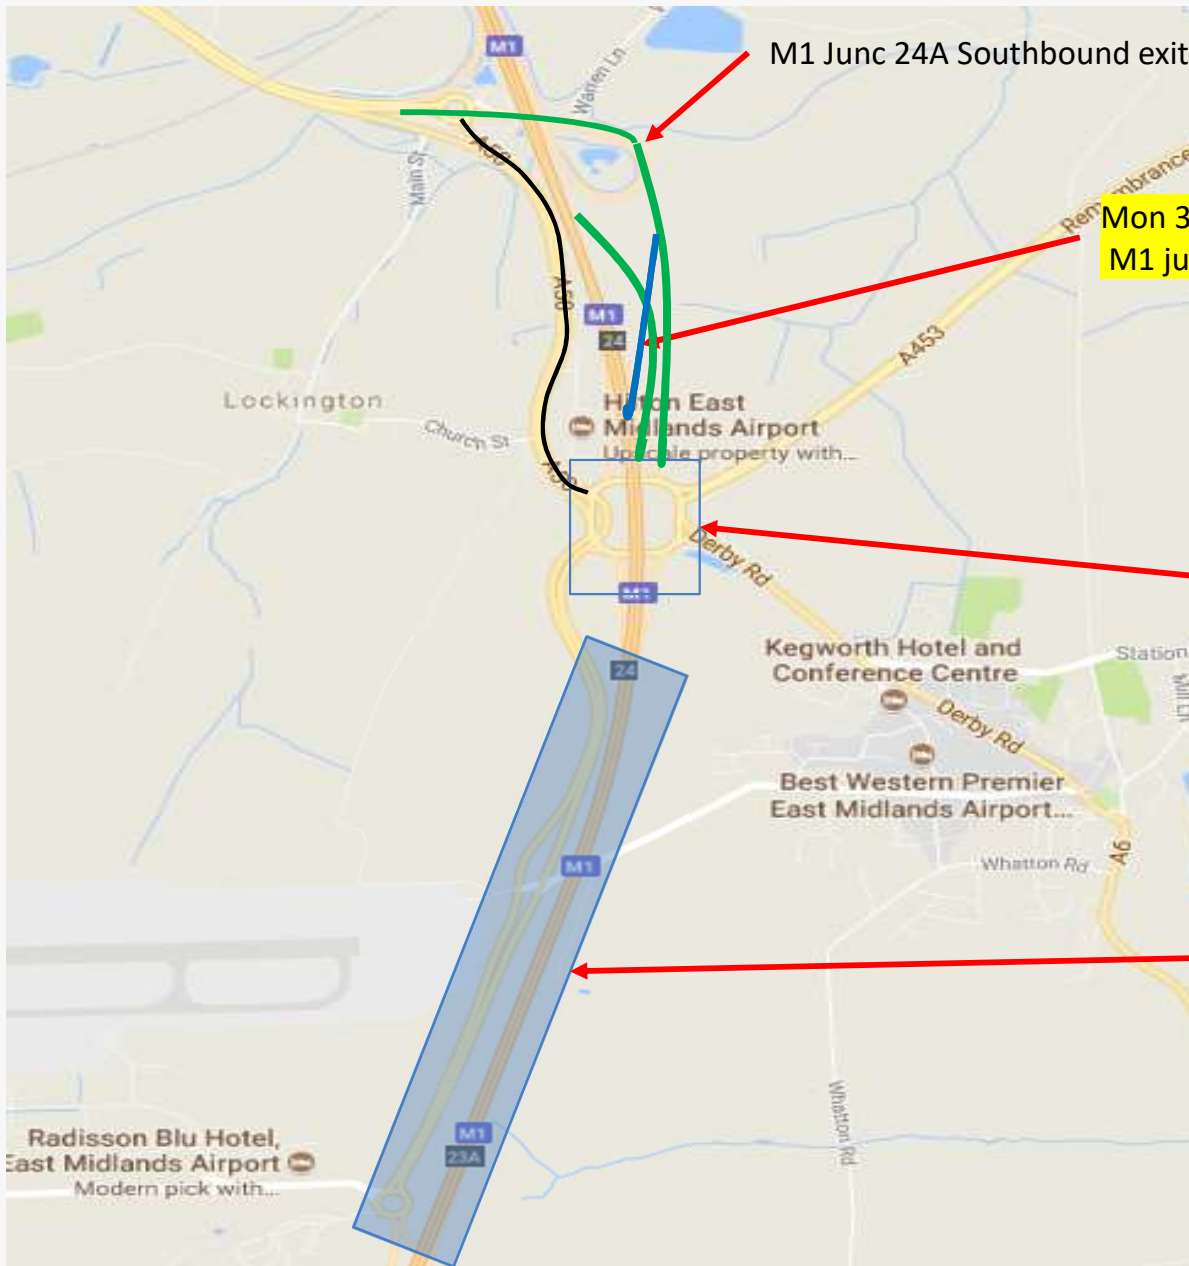 M1
M1 Junc 24A Southbound exit
Warren Ln
A50
Main St
Mon 3
M1 ju
A50
M1
24
A453
Lockington
Church St
Hilton East
Midlands Airport
Upscale property with...
A50
Derby Rd
M1
24
Kegworth Hotel and
Conference Centre
Station
Mill Ln
Derby Rd
Best Western Premier
East Midlands Airport...
M1
Whatton Rd
A6
Whatton Rd
M1
23A
Radisson Blu Hotel,
East Midlands Airport
Modern pick with...